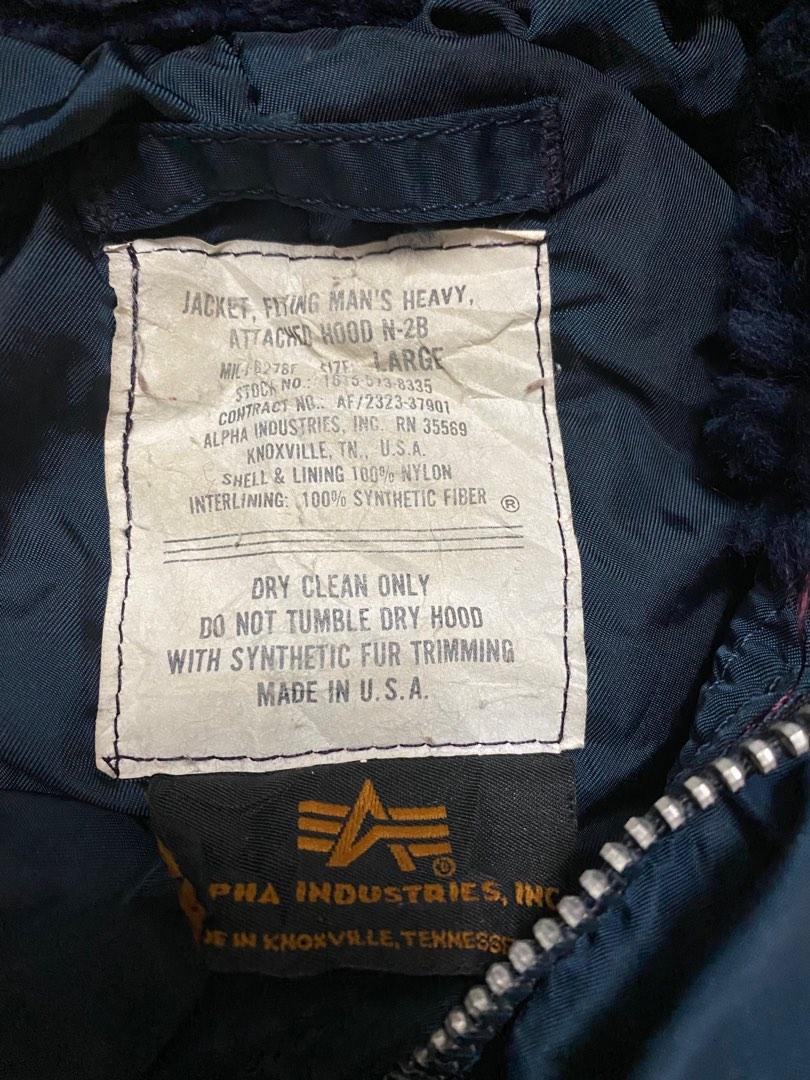 JACKET, FLYING MAN'S HEAVY,
ATTACHED HOOD N-2B
LARGE
STOCK NO.:
CONTRACT NO.: AF/2323-37901
ALPHA INDUSTRIES, INC. RN 35569
KNOXVILLE, TN., U.S.A.
SHELL & LINING 100% NYLON
INTERLINING: 100% SYNTHETIC FIBER ®
DRY CLEAN ONLY
DO NOT TUMBLE DRY HOOD
WITH SYNTHETIC FUR TRIMMING
MADE IN U.S.A.
®
PHA INDUSTRIES, INC
DE IN KNOXVILLE, TENNESSE